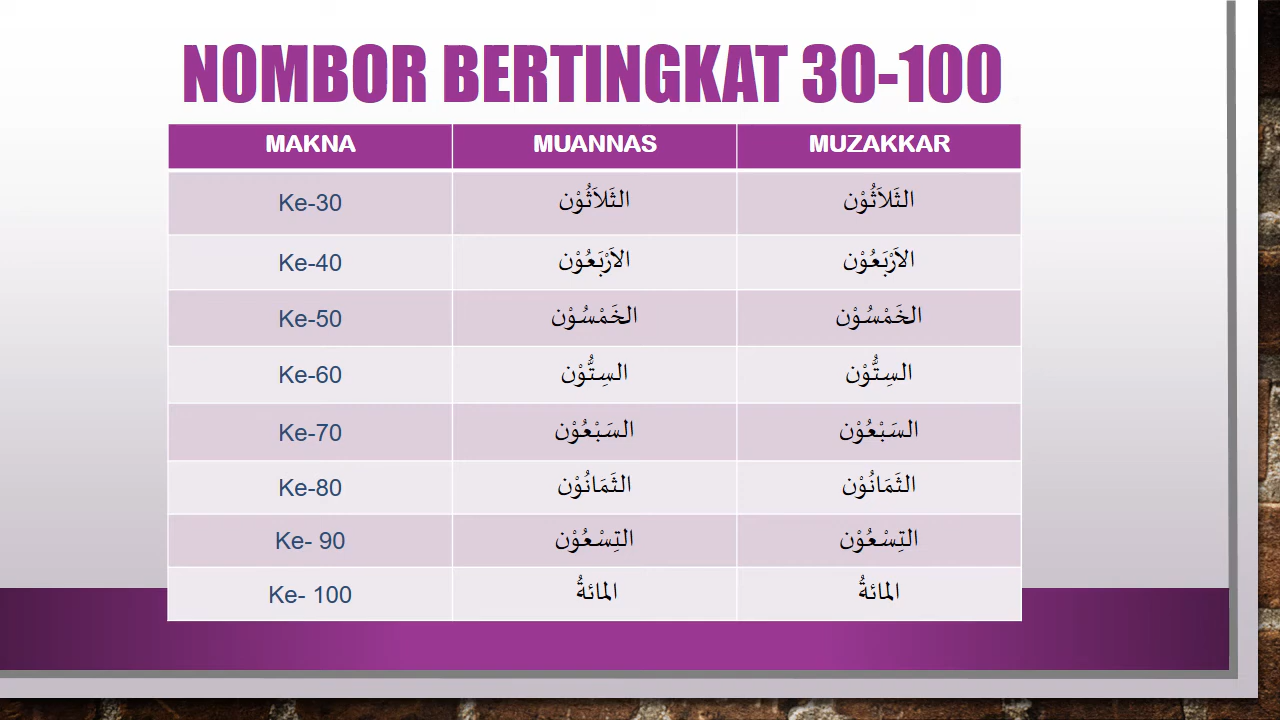 NOMBOR BERTINGKAT 30-100
MAKNA MUANNAS MUZAKKAR
Ke-30 الثَلاَثُوْن الثَلاَثُوْن
Ke-40 الاَرْبَعُوْن الاَرْبَعُوْن
Ke-50 الخَمْسُوْن الخَمْسُوْن
Ke-60 السِتُّوْن السِتُّوْن
Ke-70 السَبْعُوْن السَبْعُوْن
Ke-80 الثَمَانُوْن الثَمَانُوْن
Ke- 90 التِسْعُوْن التِسْعُوْن
Ke- 100 المائةُ المائةُ